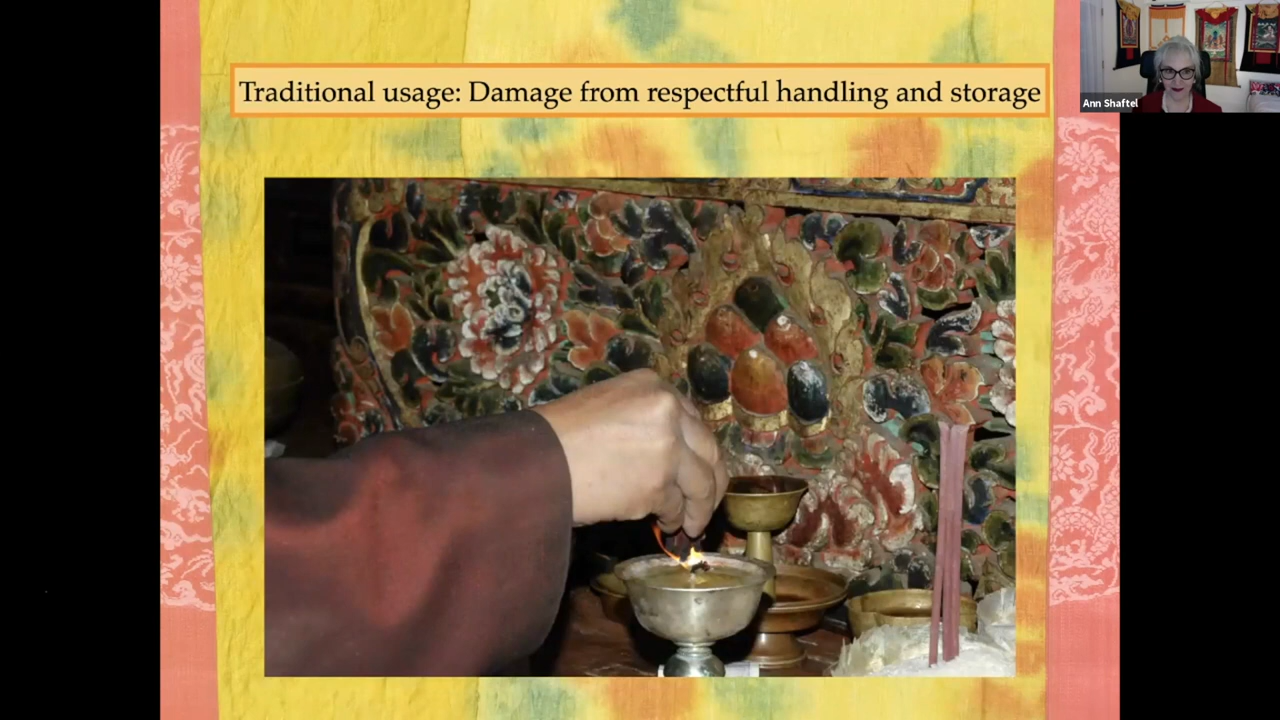 Traditional usage: Damage from respectful handling and storage
Ann Shaftel